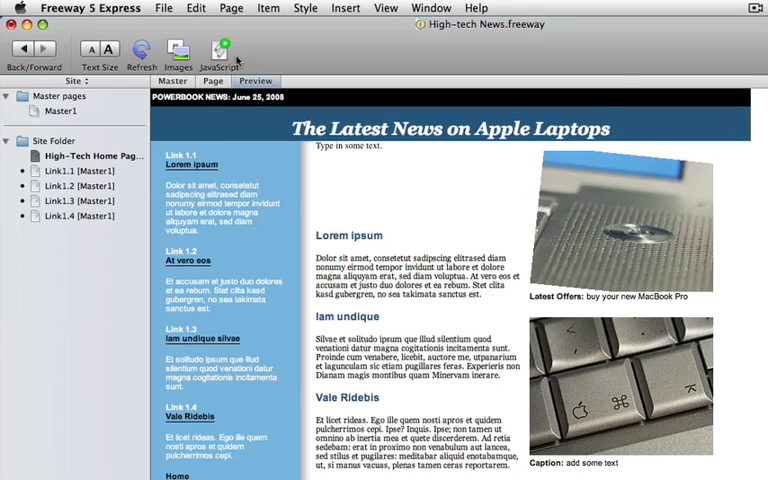 Freeway 5 Express File Edit Page Item Style Insert View Window Help
High-tech News.freeway
A A
Back/Forward Text Size Refresh Images JavaScript
Site Master Page Preview
Master pages
Master1
Site Folder
High-Tech Home Pag...
Link1.1 [Master1]
Link1.2 [Master1]
Link1.3 [Master1]
Link1.4 [Master1]
POWERBOOK NEWS: June 25, 2008
The Latest News on Apple Laptops
Link 1.1
Lorem ipsum
Dolor sit amet, consetetur
sadipscing elitrased diam
nonumy eirmod tempor invidunt
ut labore et dolore magna
aliquyam erat, sed diam
voluptua.
Link 1.2
At vero eos
Et accusam et justo duo dolores
et ea rebum. Stet clita kasd
gubergren, no sea takimata
sanctus.
Link 1.3
Iam undique silvae
Et solitudo ipsum que illud
venationi datur magna
cogitationis incitamenta
sunt.
Link 1.4
Vale Ridebis
Et licet rideas. Ego ille quem
nosti apros et quidem
pulcherrimos cepi.
Home
Type in some text.
Lorem ipsum
Dolor sit amet, consetetur sadipscing elitrased diam
nonumy eirmod tempor invidunt ut labore et dolore
magna aliquyam erat, sed diam voluptua. At vero eos et
accusam et justo duo dolores et ea rebum. Stet clita
kasd gubergren, no sea takimata sanctus est.
Iam undique
Silvae et solitudo ipsum que illud quod venationi
venationi datur magna cogitationis incitamenta sunt.
Proinde cum venabere, licebit, auctore me, utpanarium
et lagunculam sic etiam pugillares feras. Experieris non
Dianam magis montibus quam Minervam inerare.
Vale Ridebis
Et licet rideas. Ego ille quem nosti apros et quidem
pulcherrimos cepi. Ipse? Inquis. Ipse; non tamen ut
omnino ab inertia mea et quete discerderem. Ad retia
sedebam: erat in proximo non venabulum aut lancea,
sed stilus et pugilares: meditabar aliquid enotabamque,
ut, si manus vacuas, plenas tamen ceras reportarem.
Latest Offers: buy your new MacBook Pro
⌘
Caption: add some text